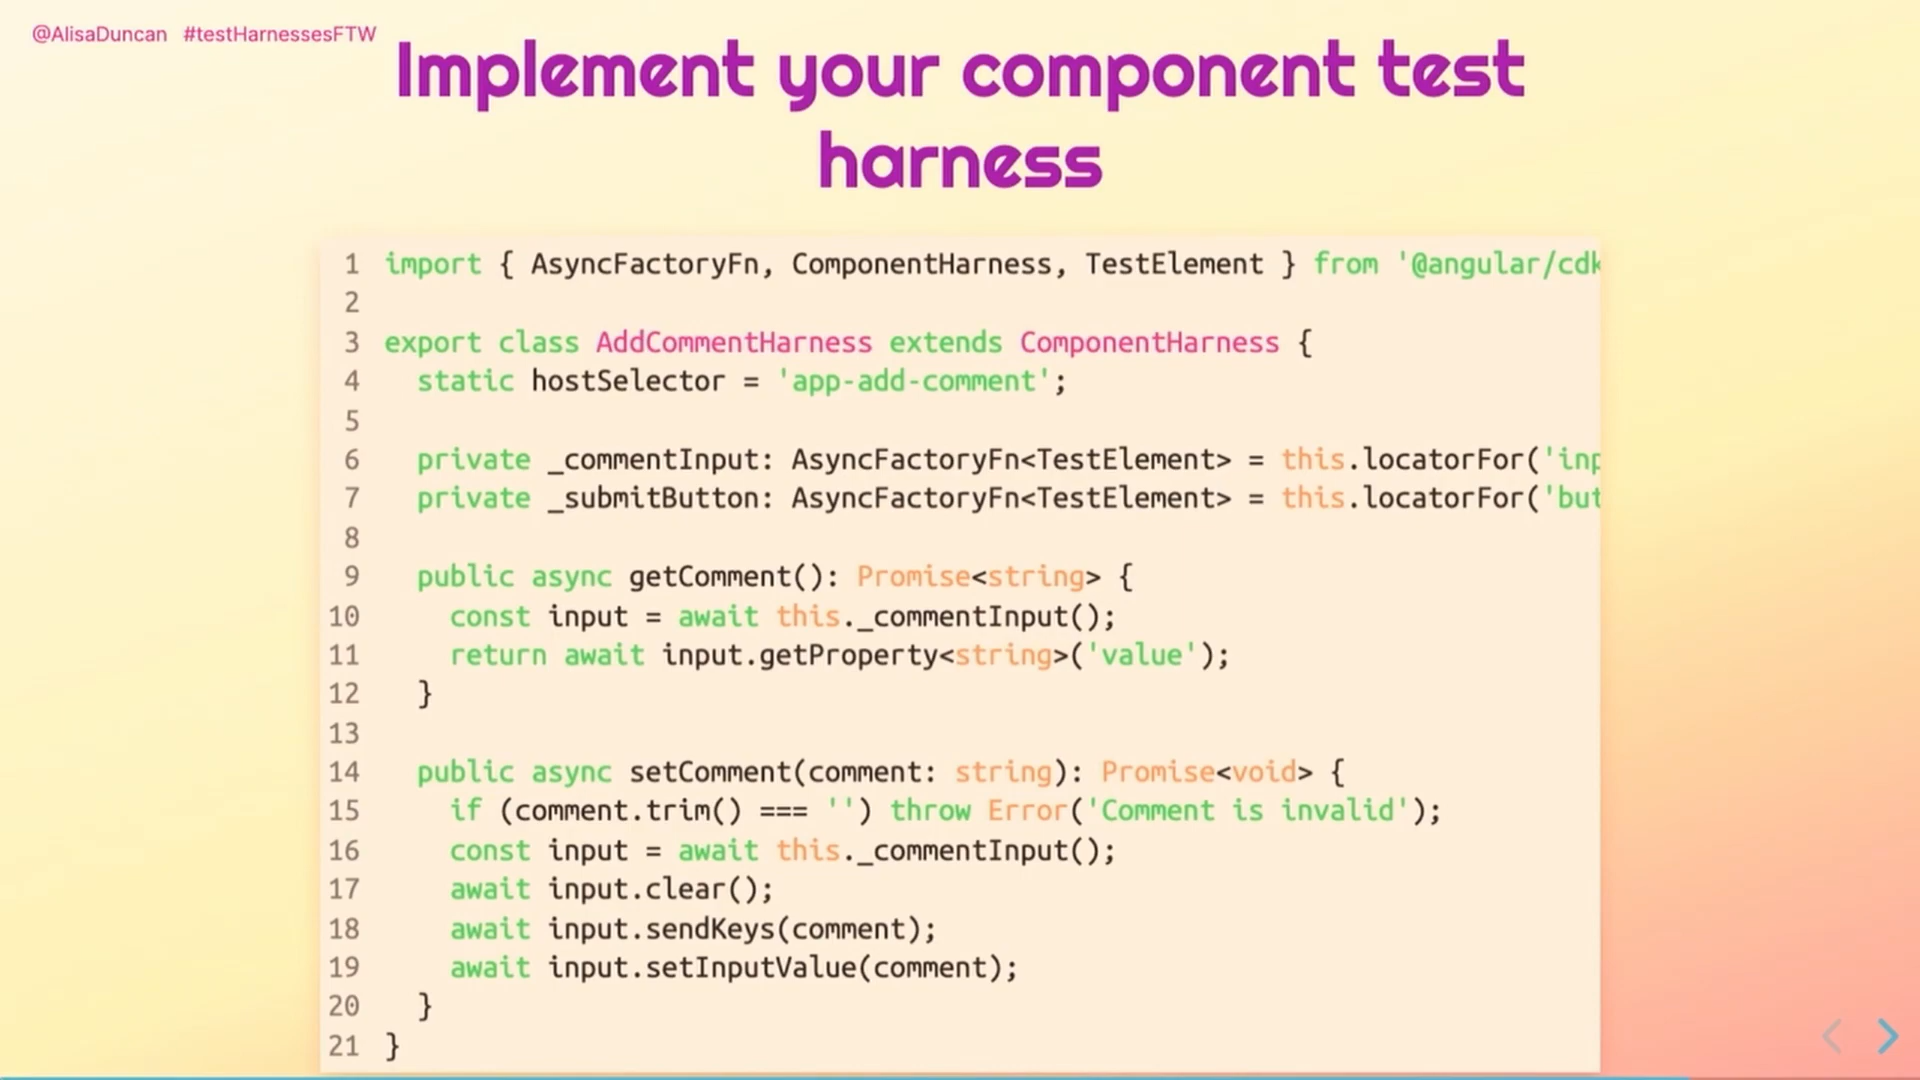 @AlisaDuncan #testHarnessesFTW
Implement your component test
harness
1 import { AsyncFactoryFn, ComponentHarness, TestElement } from '@angular/cdk
2
3 export class AddCommentHarness extends ComponentHarness {
4 static hostSelector = 'app-add-comment';
5
6 private _commentInput: AsyncFactoryFn<TestElement> = this.locatorFor('inp
7 private _submitButton: AsyncFactoryFn<TestElement> = this.locatorFor('but
8
9 public async getComment(): Promise<string> {
10 const input = await this._commentInput();
11 return await input.getProperty<string>('value');
12 }
13
14 public async setComment(comment: string): Promise<void> {
15 if (comment.trim() === '') throw Error('Comment is invalid');
16 const input = await this._commentInput();
17 await input.clear();
18 await input.sendKeys(comment);
19 await input.setInputValue(comment);
20 }
21 }